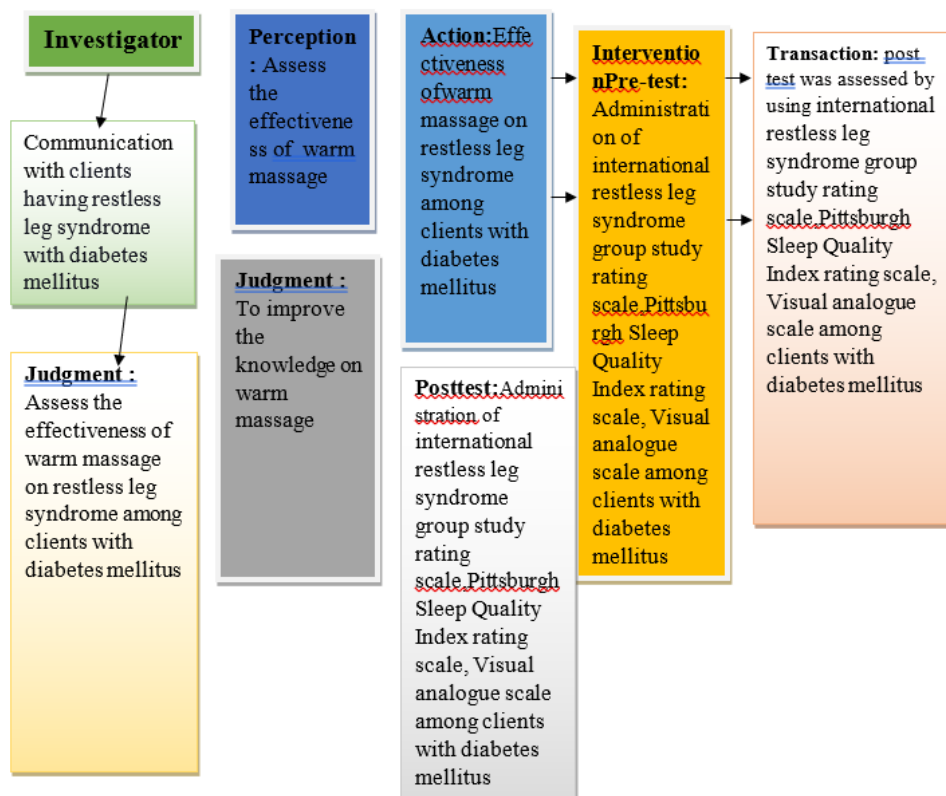 Investigator
Communication
with clients
having restless
leg syndrome
with diabetes
mellitus
Judgment :
Assess the
effectiveness of
warm massage
on restless leg
syndrome among
clients with
diabetes mellitus
Perception
: Assess
the
effectivene
ss of warm
massage
Judgment :
To improve
the
knowledge on
warm
massage
Action:Effe
ctiveness
ofwarm
massage on
restless leg
syndrome
among
clients with
diabetes
mellitus
Posttest:Admini
stration of
international
restless leg
syndrome
group study
rating
scale,Pittsburgh
Sleep Quality
Index rating
scale, Visual
analogue scale
among clients
with diabetes
mellitus
Interventio
nPre-test:
Administrati
on of
international
restless leg
syndrome
group study
rating
scale,Pittsbu
rgh Sleep
Quality
Index rating
scale, Visual
analogue
scale among
clients with
diabetes
mellitus
Transaction: post
test was assessed by
using international
restless leg
syndrome group
study rating
scale,Pittsburgh
Sleep Quality
Index rating scale,
Visual analogue
scale among
clients with
diabetes mellitus